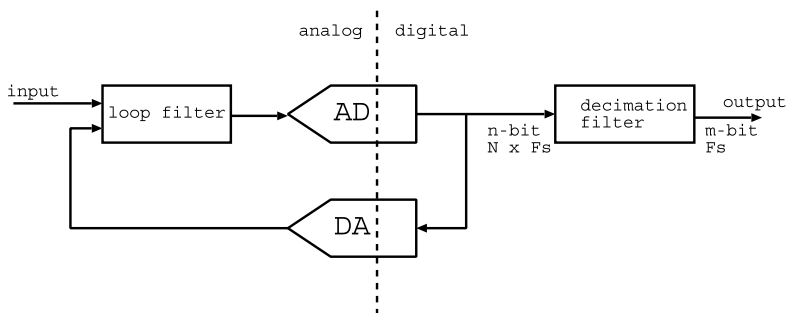 analog
digital
input
loop filter
AD
decimation
filter
output
n-bit
N x Fs
m-bit
Fs
DA